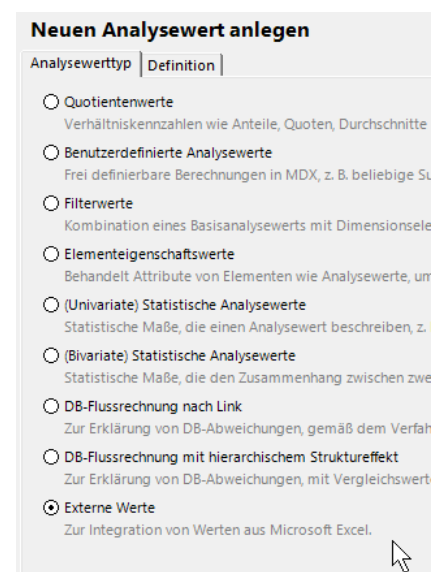 Neuen Analysewert anlegen
Analysewerttyp Definition
Quotientenwerte
Verhältniskennzahlen wie Anteile, Quoten, Durchschnitte
Benutzerdefinierte Analysewerte
Frei definierbare Berechnungen in MDX, z. B. beliebige Su
Filterwerte
Kombination eines Basisanalysewerts mit Dimensionsele
Elementeigenschaftswerte
Behandelt Attribute von Elementen wie Analysewerte, um
(Univariate) Statistische Analysewerte
Statistische Maße, die einen Analysewert beschreiben, z.
(Bivariate) Statistische Analysewerte
Statistische Maße, die den Zusammenhang zwischen zwe
DB-Flussrechnung nach Link
Zur Erklärung von DB-Abweichungen, gemäß dem Verfah
DB-Flussrechnung mit hierarchischem Struktureffekt
Zur Erklärung von DB-Abweichungen, mit Vergleichswerte
Externe Werte
Zur Integration von Werten aus Microsoft Excel.